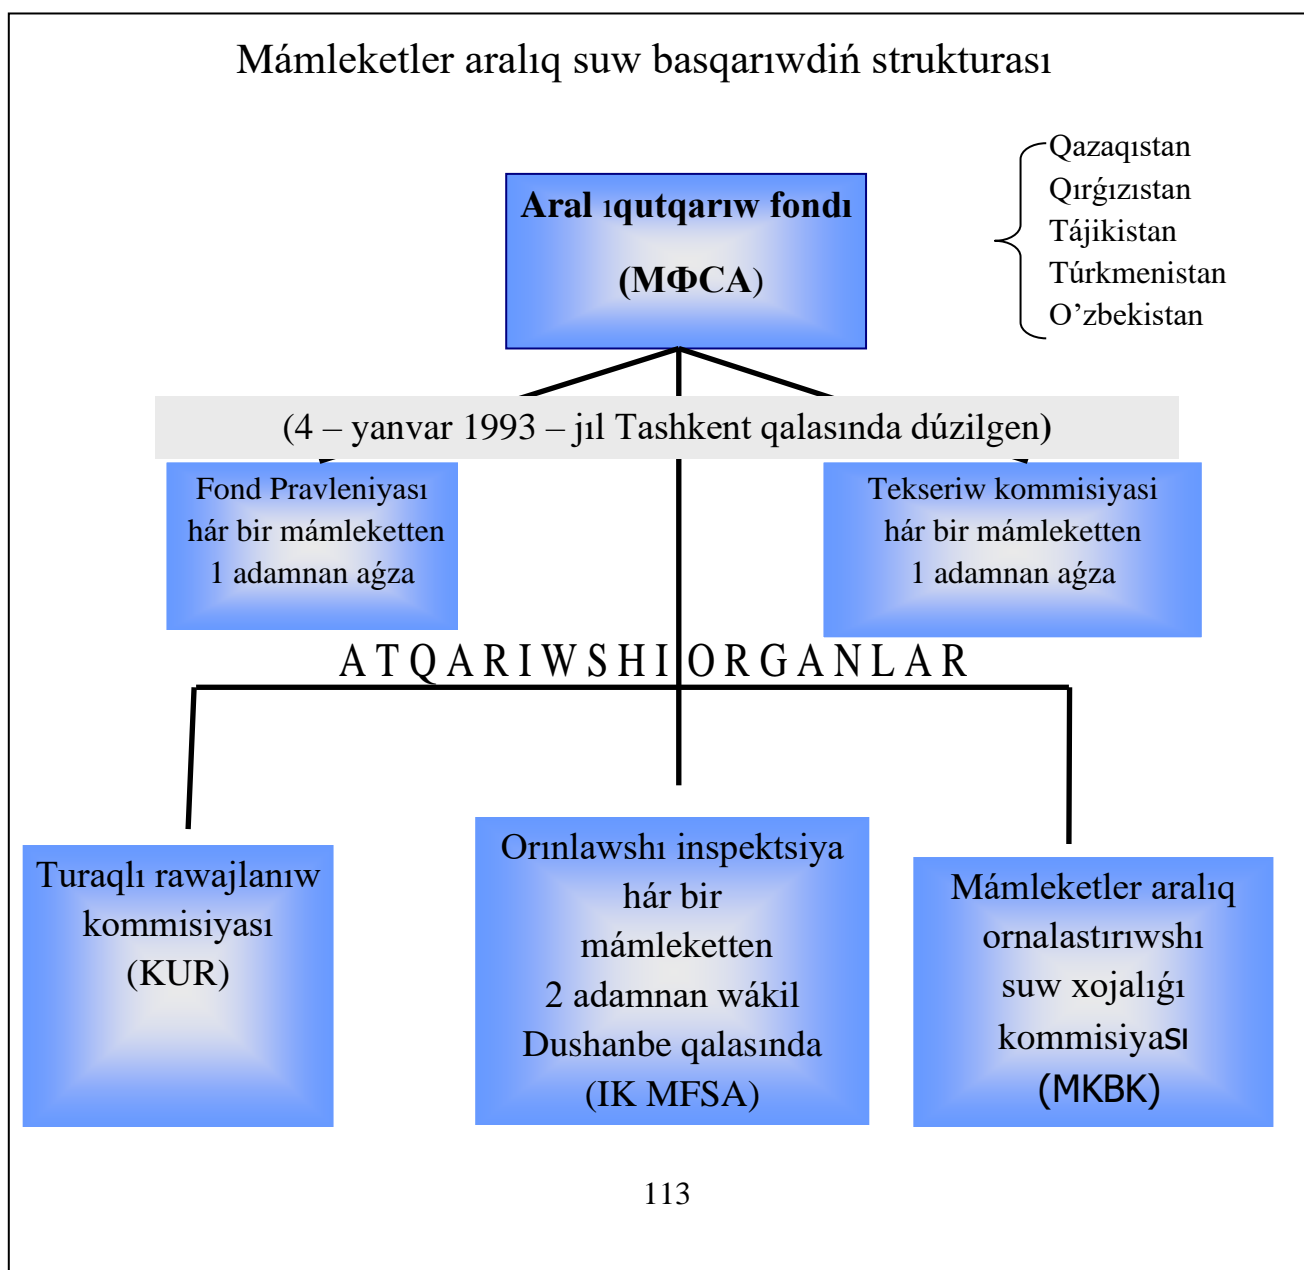 Mámleketler aralıq suw basqarıwdiń strukturası
Qazaqıstan
Qırǵızıstan
Tájikistan
Túrkmenistan
O’zbekistan
Aral ıqutqarıw fondı
(МФСА)
(4 – yanvar 1993 – jıl Tashkent qalasında dúzilgen)
Fond Pravleniyası
hár bir mámleketten
1 adamnan aǵza
Tekseriw kommisiyasi
hár bir mámleketten
1 adamnan aǵza
ATQARIWSHI ORGANLAR
Turaqlı rawajlanıw
kommisiyası
(KUR)
Orınlawshı inspektsiya
hár bir
mámleketten
2 adamnan wákil
Dushanbe qalasında
(IK MFSA)
Mámleketler aralıq
ornalastırıwshı
suw xojalıǵı
kommisiyası
(MKBK)
113